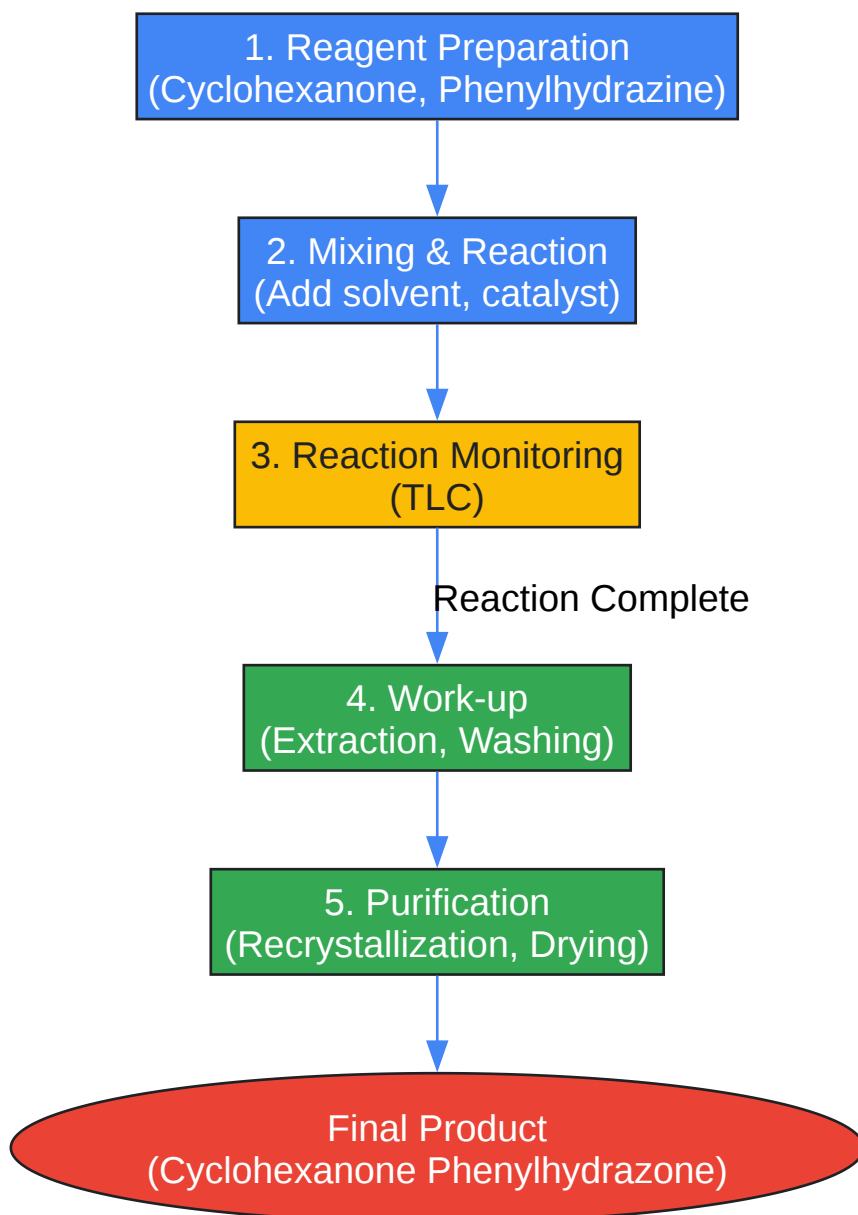 1. Reagent Preparation
(Cyclohexanone, Phenylhydrazine)
2. Mixing & Reaction
(Add solvent, catalyst)
3. Reaction Monitoring
(TLC)
Reaction Complete
4. Work-up
(Extraction, Washing)
5. Purification
(Recrystallization, Drying)
Final Product
(Cyclohexanone Phenylhydrazone)